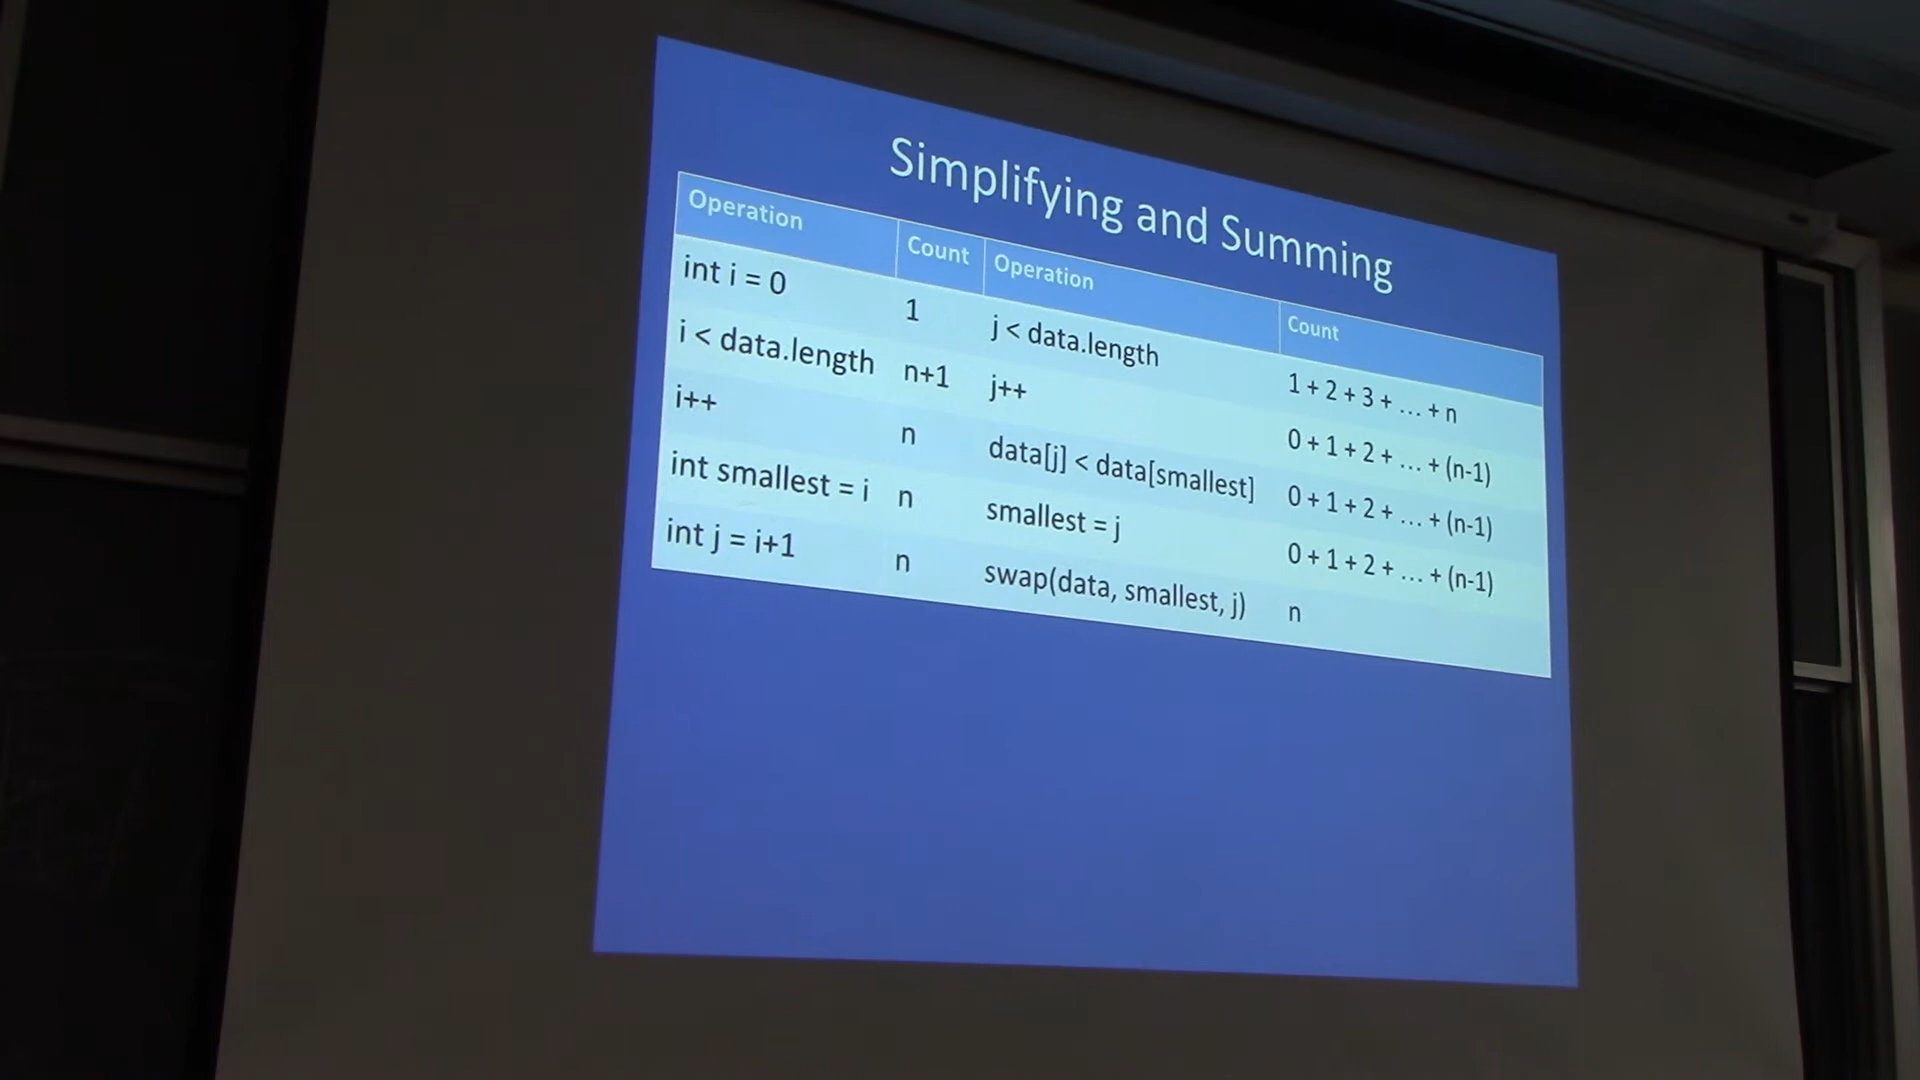 Simplifying and Summing
Operation Count Operation Count
int i = 0 1 j < data.length 1 + 2 + 3 + … + n
i < data.length n+1 j++ 0 + 1 + 2 + … + (n-1)
i++ n data[j] < data[smallest] 0 + 1 + 2 + … + (n-1)
int smallest = i n smallest = j 0 + 1 + 2 + … + (n-1)
int j = i+1 n swap(data, smallest, j) n